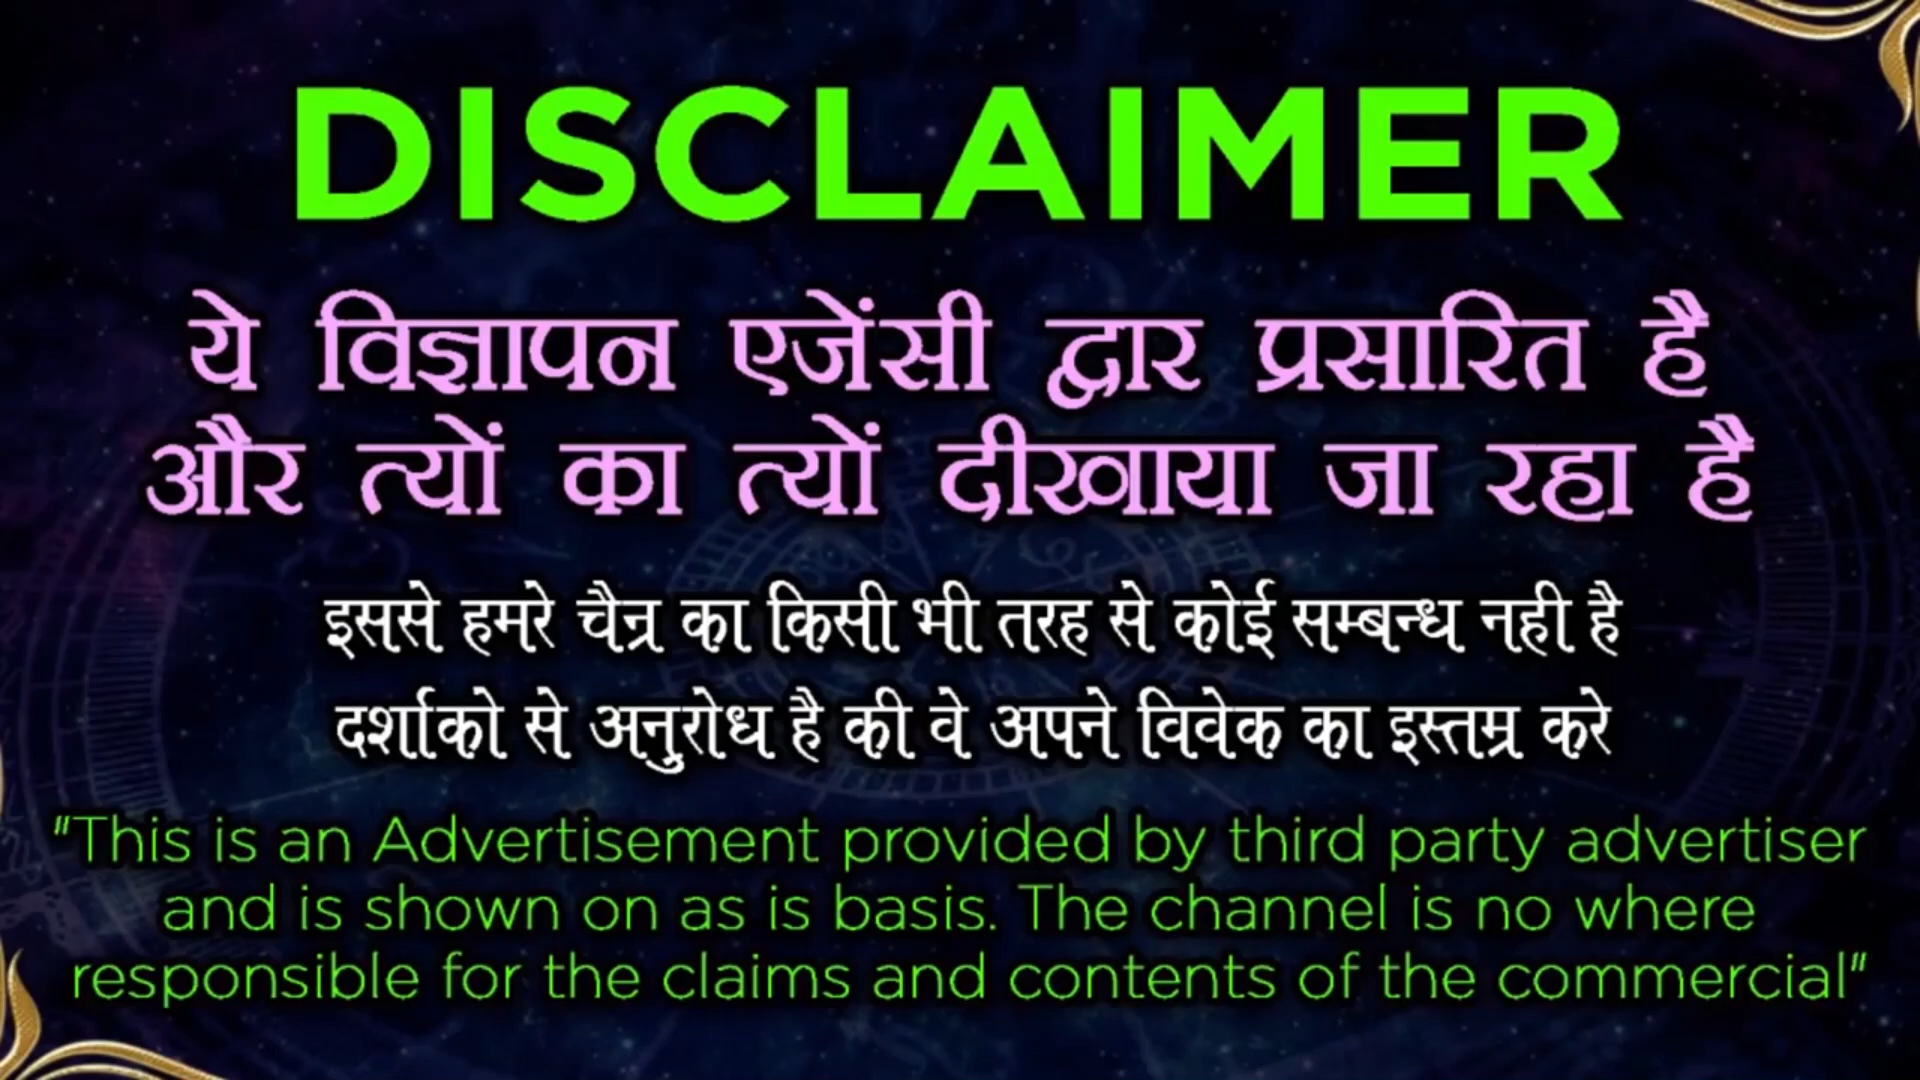 DISCLAIMER
ये विज्ञापन एजेंसी द्वार प्रसारित है
और त्यों का त्यों दीखाया जा रहा है
इससे हमरे चैन्र का किसी भी तरह से कोई सम्बन्ध नही है
दर्शाको से अनुरोध है की वे अपने विवेक का इस्तम्र करे
"This is an Advertisement provided by third party advertiser
and is shown on as is basis. The channel is no where
responsible for the claims and contents of the commercial"